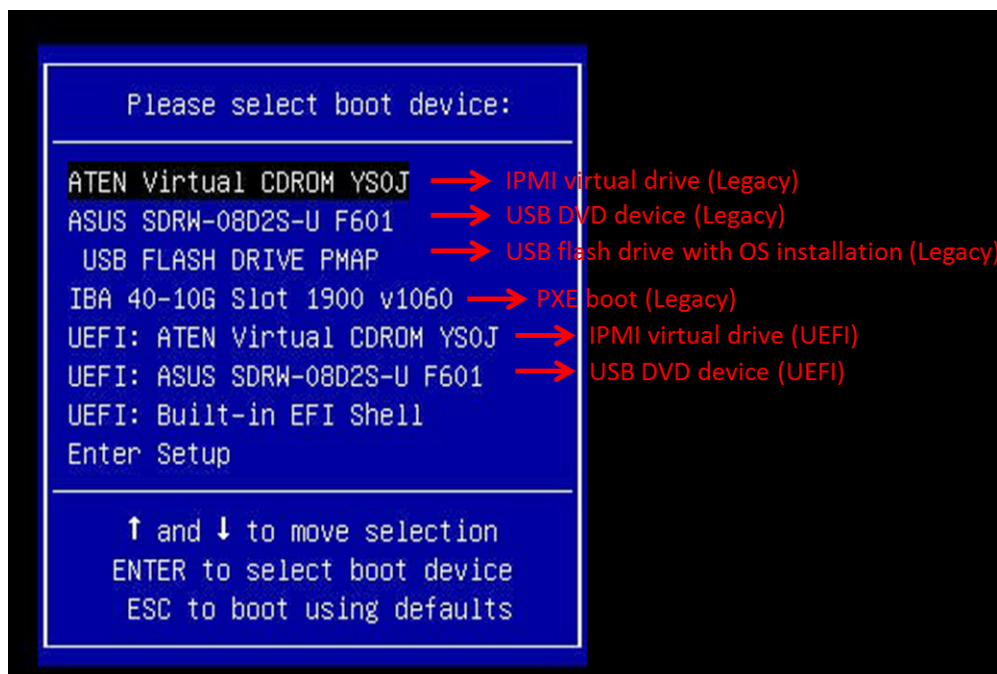 Please select boot device:
ATEN Virtual CDROM YS0J → IPMI virtual drive (Legacy)
ASUS SDRW-08D2S-U F601 → USB DVD device (Legacy)
USB FLASH DRIVE PMAP → USB flash drive with OS installation (Legacy)
IBA 40-10G Slot 1900 v1060 → PXE boot (Legacy)
UEFI: ATEN Virtual CDROM YS0J → IPMI virtual drive (UEFI)
UEFI: ASUS SDRW-08D2S-U F601 → USB DVD device (UEFI)
UEFI: Built-in EFI Shell
Enter Setup
↑ and ↓ to move selection
ENTER to select boot device
ESC to boot using defaults